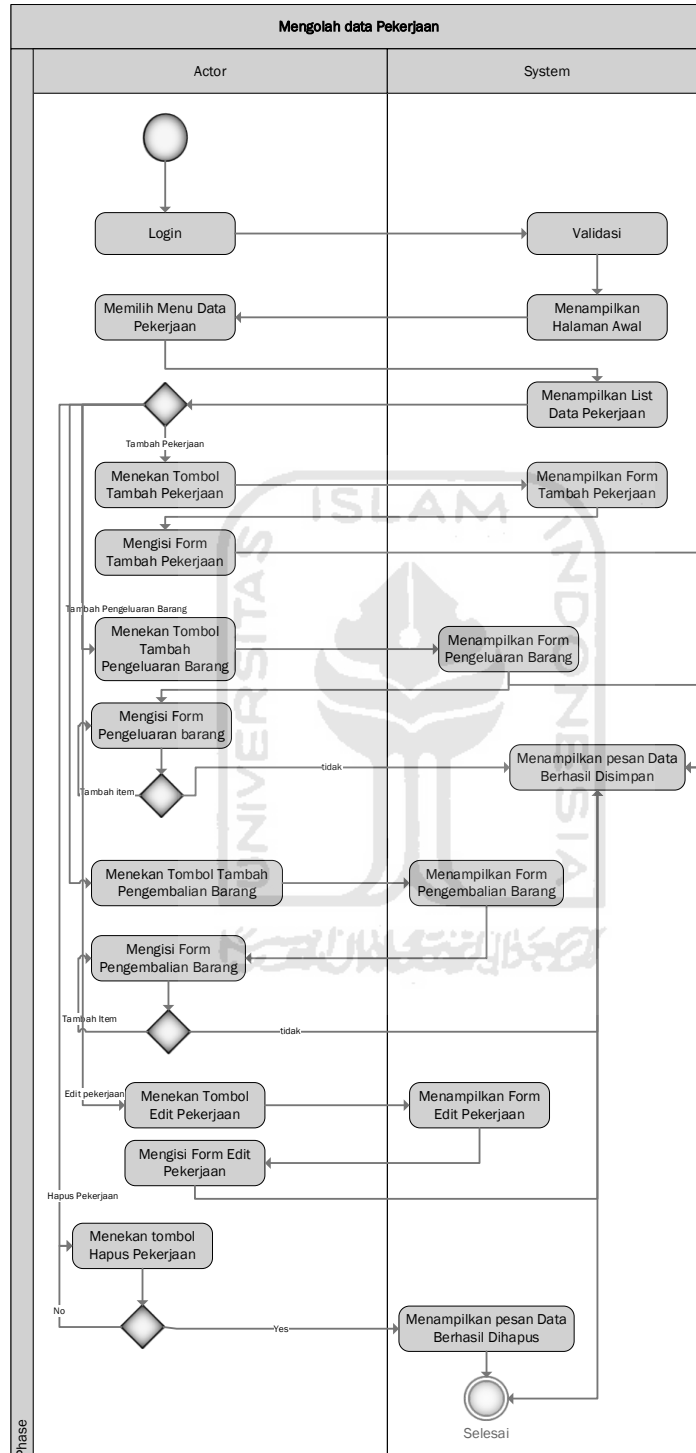 Mengolah data Pekerjaan
Actor
System
Login
Validasi
Memilih Menu Data
Pekerjaan
Menampilkan
Halaman Awal
Menampilkan List
Data Pekerjaan
Tambah Pekerjaan
Menekan Tombol
Tambah Pekerjaan
Menampilkan Form
Tambah Pekerjaan
Mengisi Form
Tambah Pekerjaan
Tambah Pengeluaran Barang
Menekan Tombol
Tambah
Pengeluaran Barang
Menampilkan Form
Pengeluaran Barang
Mengisi Form
Pengeluaran barang
tidak
Tambah item
Menampilkan pesan Data
Berhasil Disimpan
Menekan Tombol Tambah
Pengembalian Barang
Menampilkan Form
Pengembalian Barang
Mengisi Form
Pengembalian Barang
Tambah Item
tidak
Edit pekerjaan
Menekan Tombol
Edit Pekerjaan
Menampilkan Form
Edit Pekerjaan
Mengisi Form Edit
Pekerjaan
Hapus Pekerjaan
Menekan tombol
Hapus Pekerjaan
No
Yes
Menampilkan pesan Data
Berhasil Dihapus
Selesai
Phase
UNIVERSITAS
ISLAM
INDONESIA